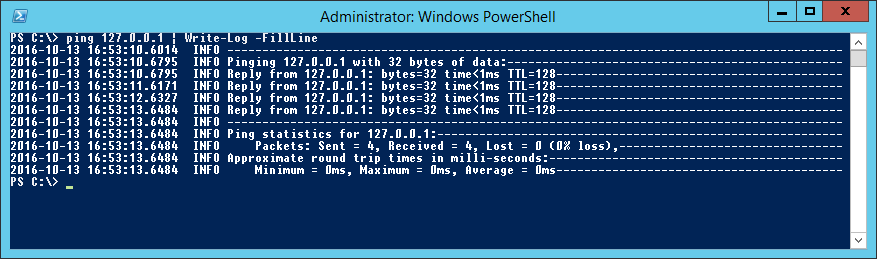 Administrator: Windows PowerShell
PS C:\> ping 127.0.0.1 | Write-Log -FillLine
2016-10-13 16:53:10.6014  INFO ----------------------------------------------------------------------------------------
2016-10-13 16:53:10.6795  INFO Pinging 127.0.0.1 with 32 bytes of data:------------------------------------------------
2016-10-13 16:53:10.6795  INFO Reply from 127.0.0.1: bytes=32 time<1ms TTL=128-----------------------------------------
2016-10-13 16:53:11.6171  INFO Reply from 127.0.0.1: bytes=32 time<1ms TTL=128-----------------------------------------
2016-10-13 16:53:12.6327  INFO Reply from 127.0.0.1: bytes=32 time<1ms TTL=128-----------------------------------------
2016-10-13 16:53:13.6484  INFO Reply from 127.0.0.1: bytes=32 time<1ms TTL=128-----------------------------------------
2016-10-13 16:53:13.6484  INFO ----------------------------------------------------------------------------------------
2016-10-13 16:53:13.6484  INFO Ping statistics for 127.0.0.1:----------------------------------------------------------
2016-10-13 16:53:13.6484  INFO     Packets: Sent = 4, Received = 4, Lost = 0 (0% loss),--------------------------------
2016-10-13 16:53:13.6484  INFO Approximate round trip times in milli-seconds:------------------------------------------
2016-10-13 16:53:13.6484  INFO     Minimum = 0ms, Maximum = 0ms, Average = 0ms-----------------------------------------
PS C:\> _